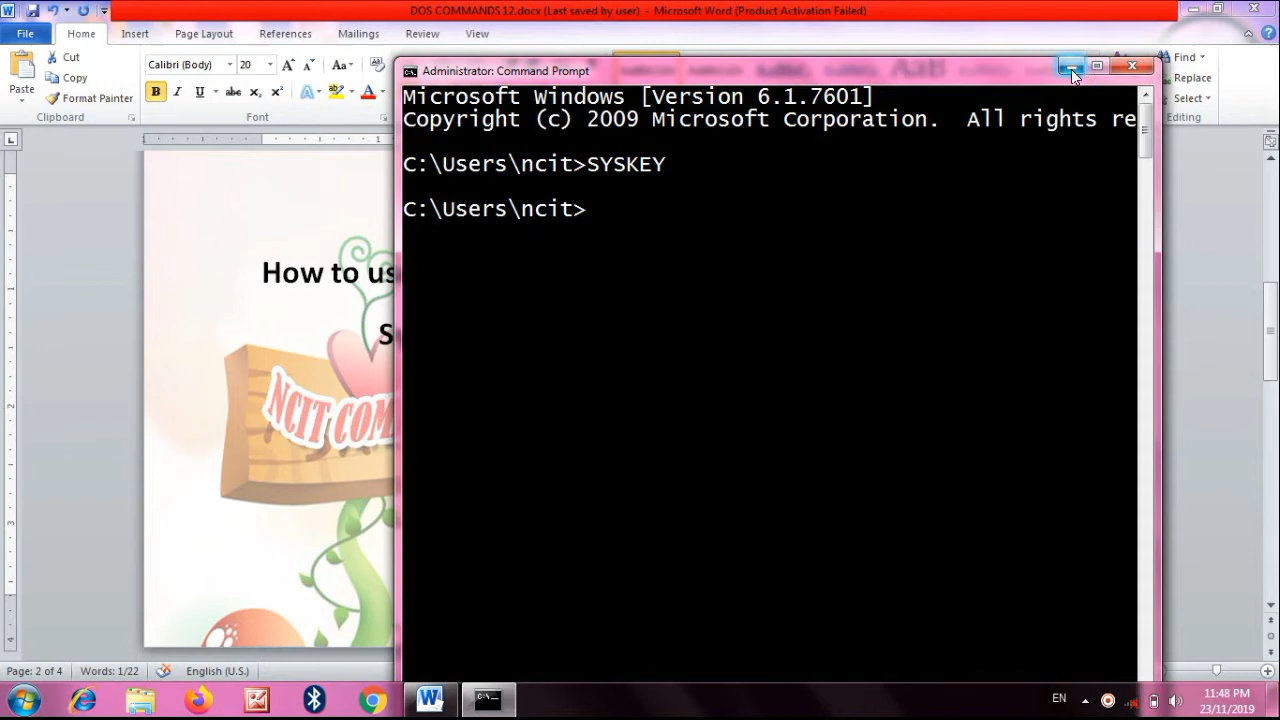 DOS COMMANDS 12.docx (Last saved by user) - Microsoft Word (Product Activation Failed)
File Home Insert Page Layout References Mailings Review View
Paste
Cut
Copy
Format Painter
Clipboard
Calibri (Body) 20
Font
Find
Replace
Select
Editing
Administrator: Command Prompt
Microsoft Windows [Version 6.1.7601]
Copyright (c) 2009 Microsoft Corporation. All rights re
C:\Users\ncit>SYSKEY
C:\Users\ncit>
How to us
S
NCIT COM
Page: 2 of 4 Words: 1/22 English (U.S.)
EN
11:48 PM
23/11/2019